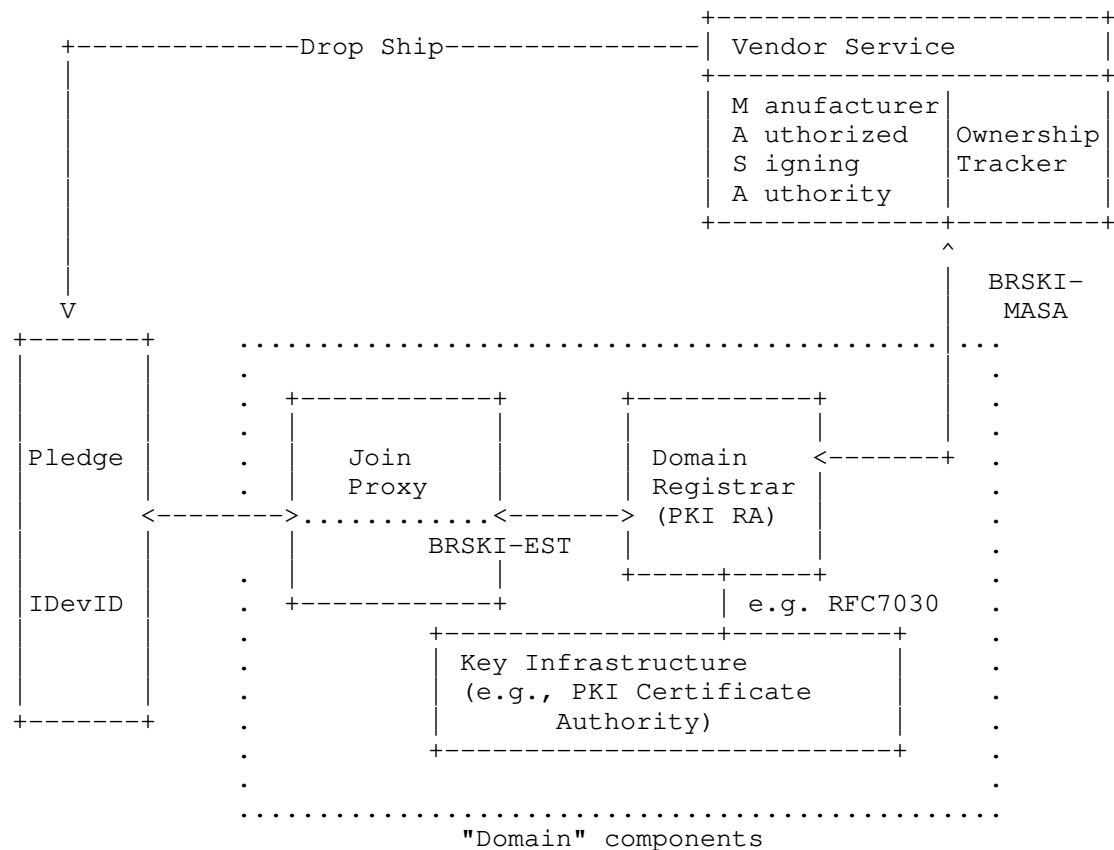 Drop Ship
Vendor Service
M anufacturer
A uthorized
S igning
A uthority
Ownership
Tracker
BRSKI-
MASA
V
Pledge
IDevID
Join
Proxy
Domain
Registrar
(PKI RA)
BRSKI-EST
e.g. RFC7030
Key Infrastructure
(e.g., PKI Certificate
Authority)
"Domain" components